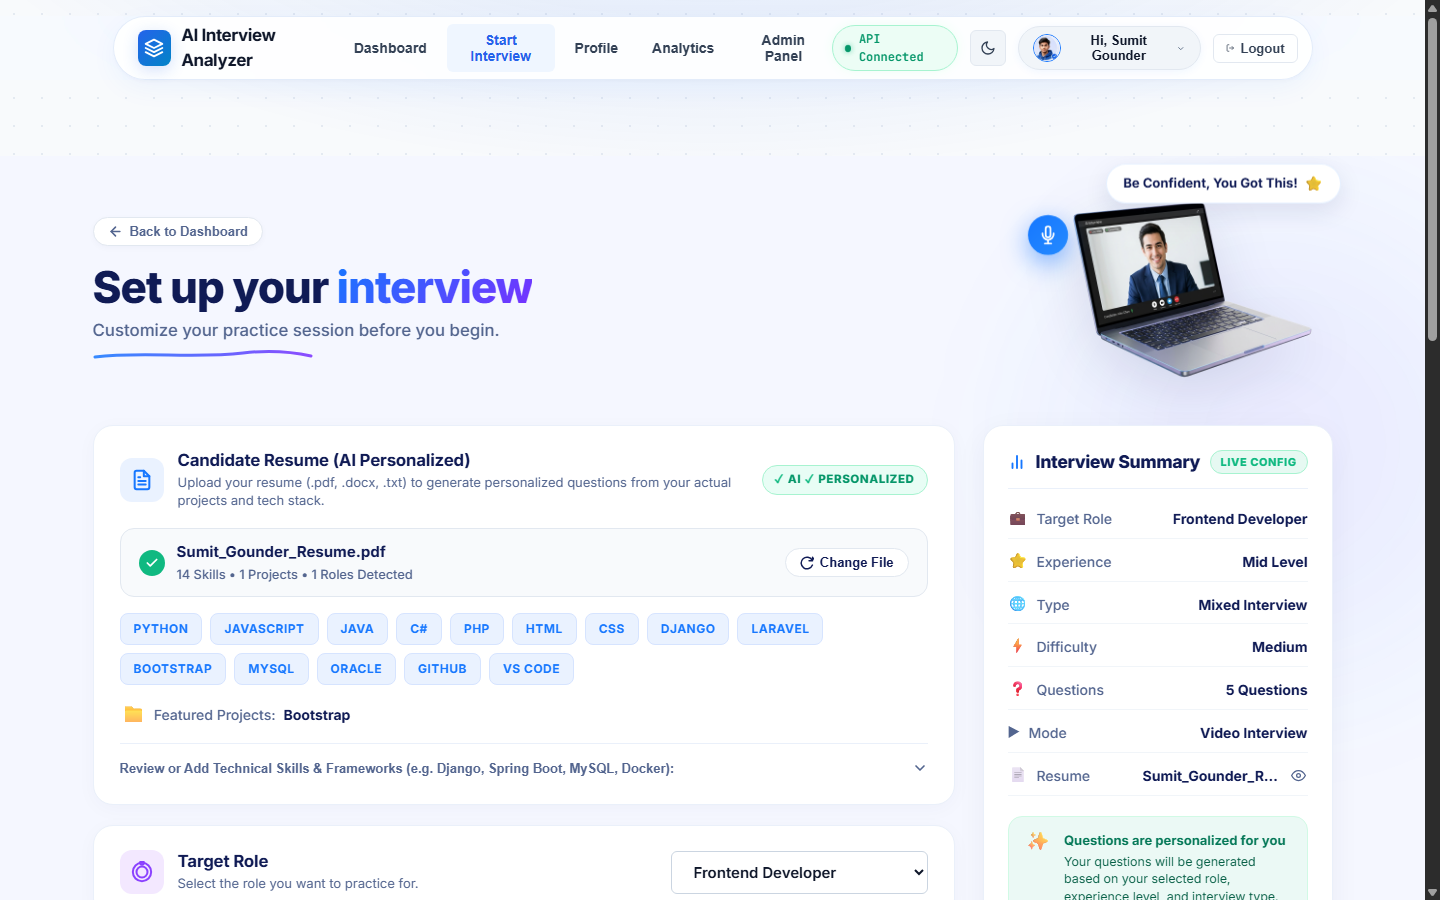 AI Interview
Analyzer
Dashboard
Start
Interview
Profile
Analytics
Admin
Panel
API
Connected
Hi, Sumit
Gounder
Logout
Be Confident, You Got This!
Back to Dashboard
Set up your interview
Customize your practice session before you begin.
Candidate Resume (AI Personalized)
Upload your resume (.pdf, .docx, .txt) to generate personalized questions from your actual
projects and tech stack.
✓ AI ✓ PERSONALIZED
Sumit_Gounder_Resume.pdf
14 Skills • 1 Projects • 1 Roles Detected
Change File
PYTHON
JAVASCRIPT
JAVA
C#
PHP
HTML
CSS
DJANGO
LARAVEL
BOOTSTRAP
MYSQL
ORACLE
GITHUB
VS CODE
Featured Projects: Bootstrap
Review or Add Technical Skills & Frameworks (e.g. Django, Spring Boot, MySQL, Docker):
Target Role
Select the role you want to practice for.
Frontend Developer
Interview Summary
LIVE CONFIG
Target Role Frontend Developer
Experience Mid Level
Type Mixed Interview
Difficulty Medium
Questions 5 Questions
Mode Video Interview
Resume Sumit_Gounder_R...
Questions are personalized for you
Your questions will be generated
based on your selected role,
experience level, and interview type.